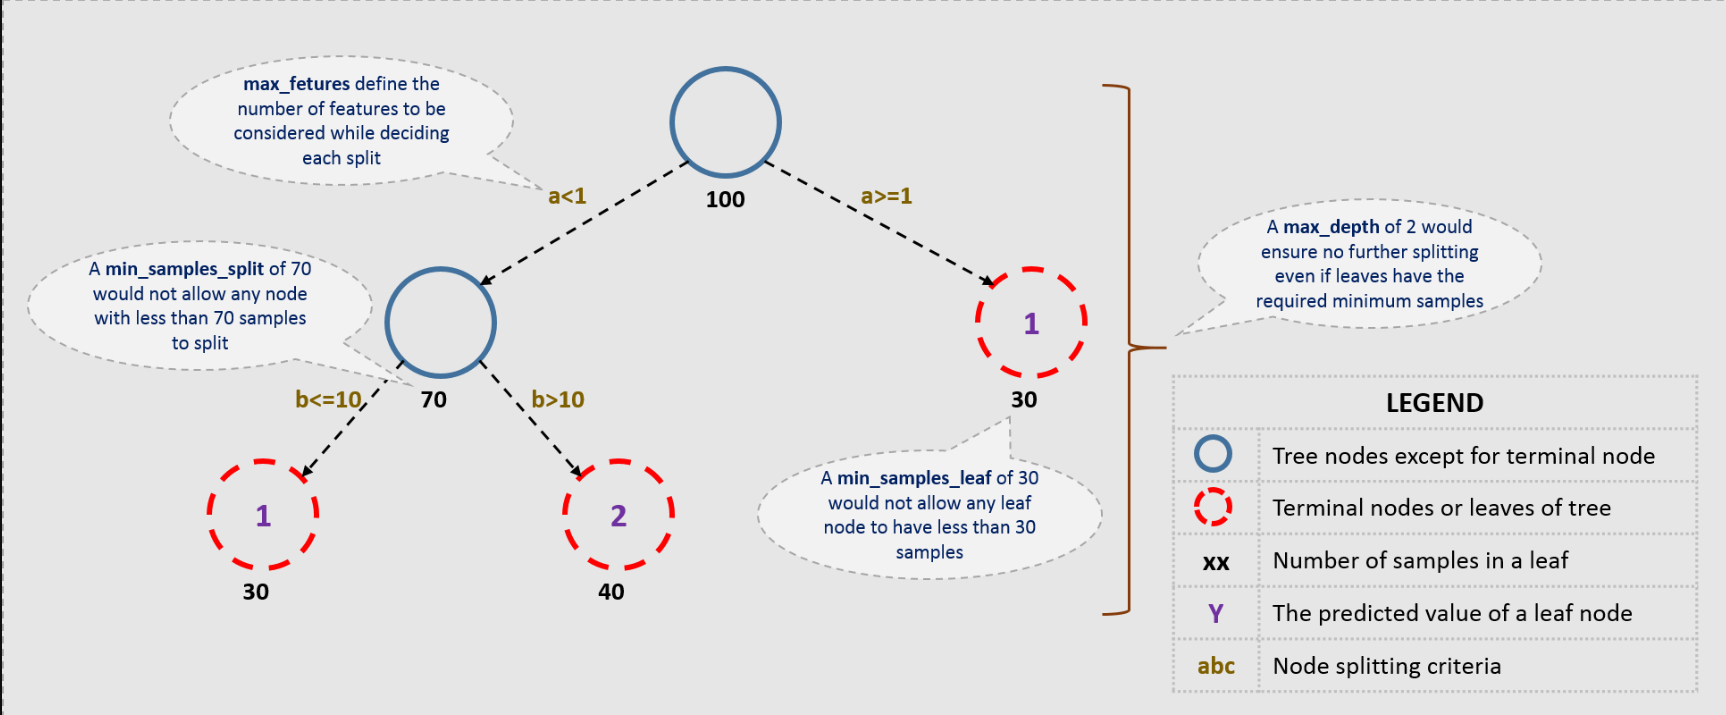 max_fetures define the
number of features to be
considered while deciding
each split
100
a<1
a>=1
A min_samples_split of 70
would not allow any node
with less than 70 samples
to split
A max_depth of 2 would
ensure no further splitting
even if leaves have the
required minimum samples
1
b<=10
70
b>10
30
1
30
2
40
A min_samples_leaf of 30
would not allow any leaf
node to have less than 30
samples
LEGEND
Tree nodes except for terminal node
Terminal nodes or leaves of tree
xx Number of samples in a leaf
Y The predicted value of a leaf node
abc Node splitting criteria